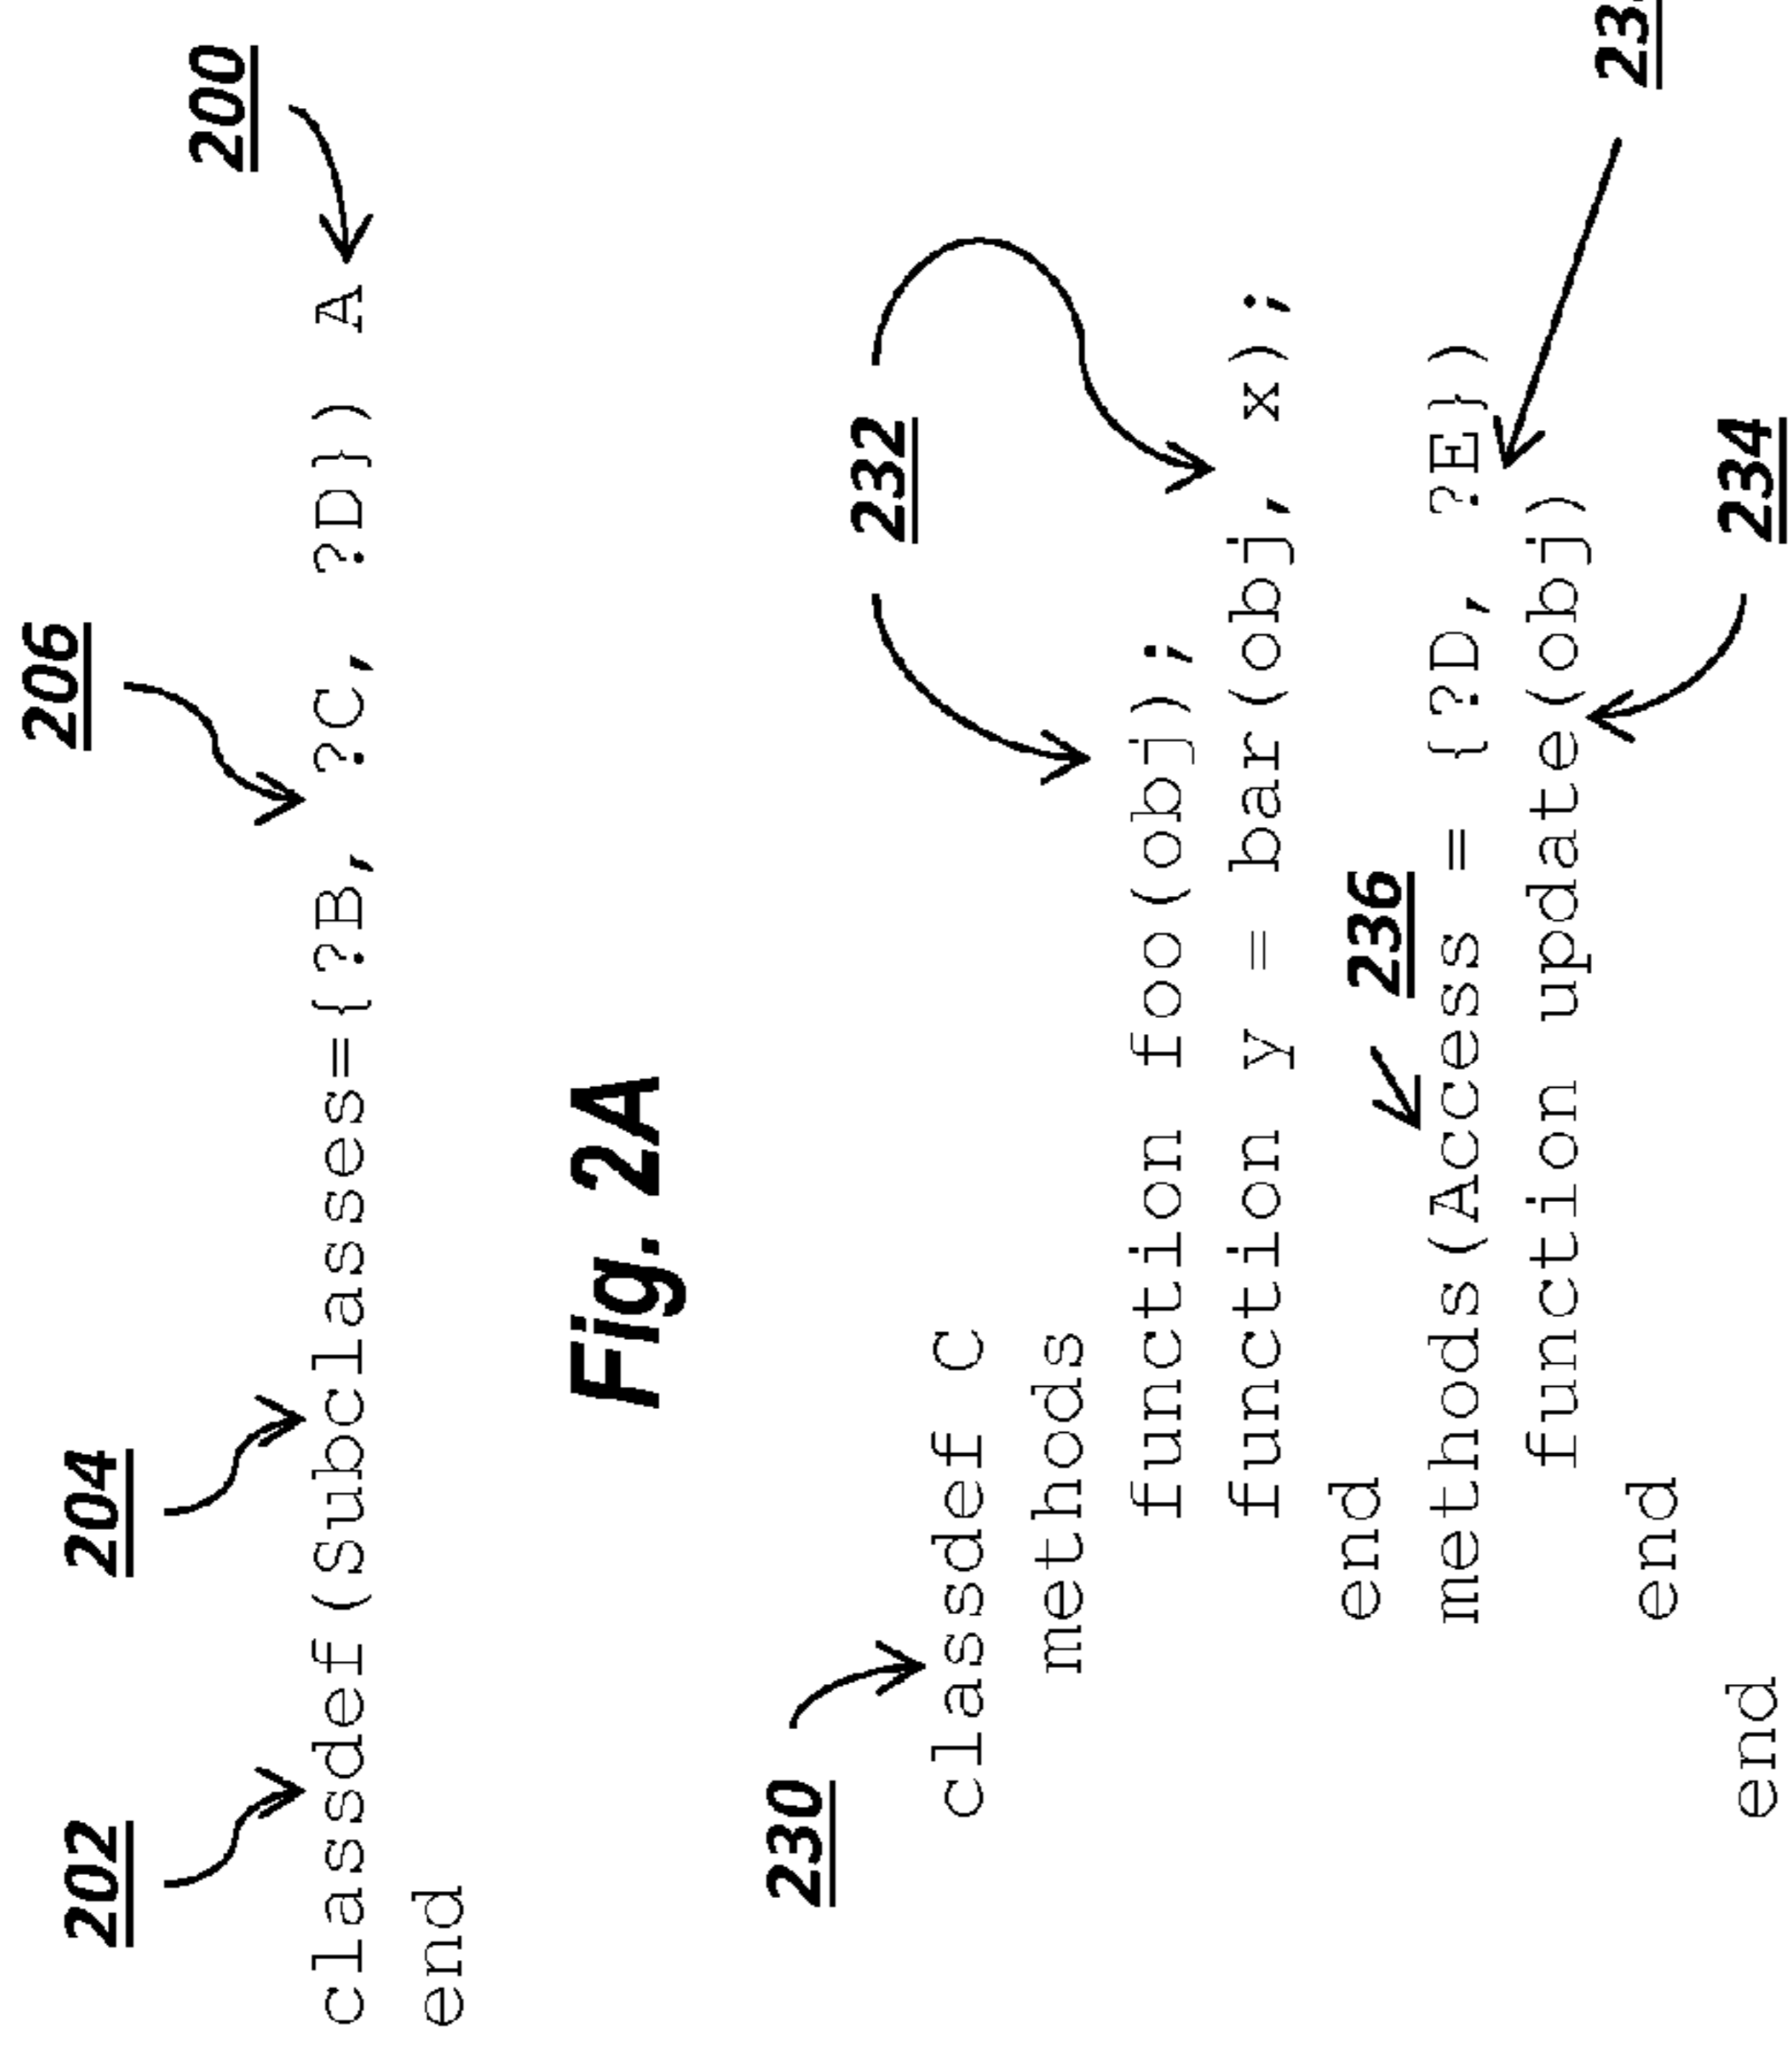 206
202 204 200
classdef(Subclasses={?B, ?C, ?D}) A
end
Fig. 2A
230 232
classdef C
methods
function foo(obj);
function y = bar(obj, x);
end
236
methods(Access = {?D, ?E})
function update(obj)
end
234
end